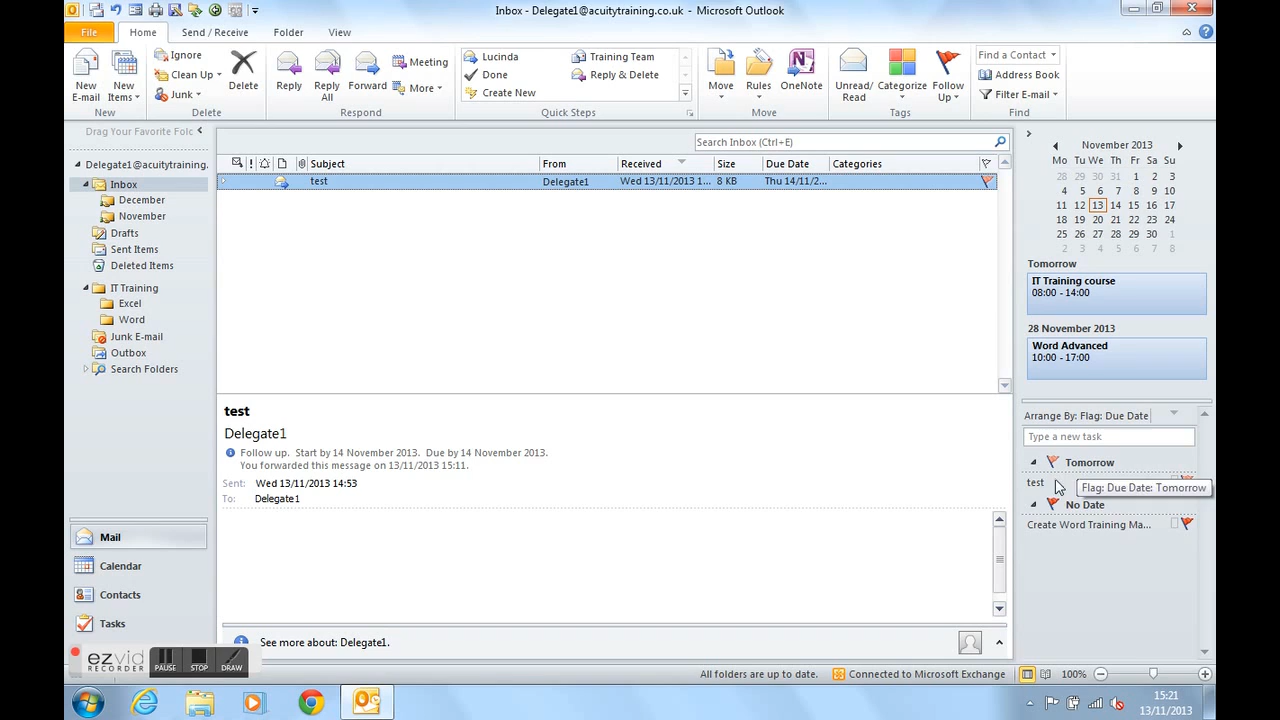 Inbox - Delegate1@acuitytraining.co.uk - Microsoft Outlook
File Home Send / Receive Folder View
New E-mail
New Items
New
Ignore
Clean Up
Junk
Delete
Delete
Reply
Reply All
Forward
Meeting
More
Respond
Lucinda
Training Team
Done
Reply & Delete
Create New
Quick Steps
Move
Rules
OneNote
Move
Unread/ Read
Categorize
Follow Up
Tags
Find a Contact
Address Book
Filter E-mail
Find
Drag Your Favorite Folc
Delegate1@acuitytraining.
Inbox
December
November
Drafts
Sent Items
Deleted Items
IT Training
Excel
Word
Junk E-mail
Outbox
Search Folders
Mail
Calendar
Contacts
Tasks
Search Inbox (Ctrl+E)
! Subject From Received Size Due Date Categories
test Delegate1 Wed 13/11/2013 1... 8 KB Thu 14/11/2...
test
Delegate1
Follow up. Start by 14 November 2013. Due by 14 November 2013.
You forwarded this message on 13/11/2013 15:11.
Sent: Wed 13/11/2013 14:53
To: Delegate1
See more about: Delegate1.
November 2013
Mo Tu We Th Fr Sa Su
28 29 30 31 1 2 3
4 5 6 7 8 9 10
11 12 13 14 15 16 17
18 19 20 21 22 23 24
25 26 27 28 29 30 1
2 3 4 5 6 7 8
Tomorrow
IT Training course
08:00 - 14:00
28 November 2013
Word Advanced
10:00 - 17:00
Arrange By: Flag: Due Date
Type a new task
Tomorrow
test
Flag: Due Date: Tomorrow
No Date
Create Word Training Ma...
ezvid
RECORDER
PAUSE STOP DRAW
All folders are up to date. Connected to Microsoft Exchange 100%
15:21
13/11/2013